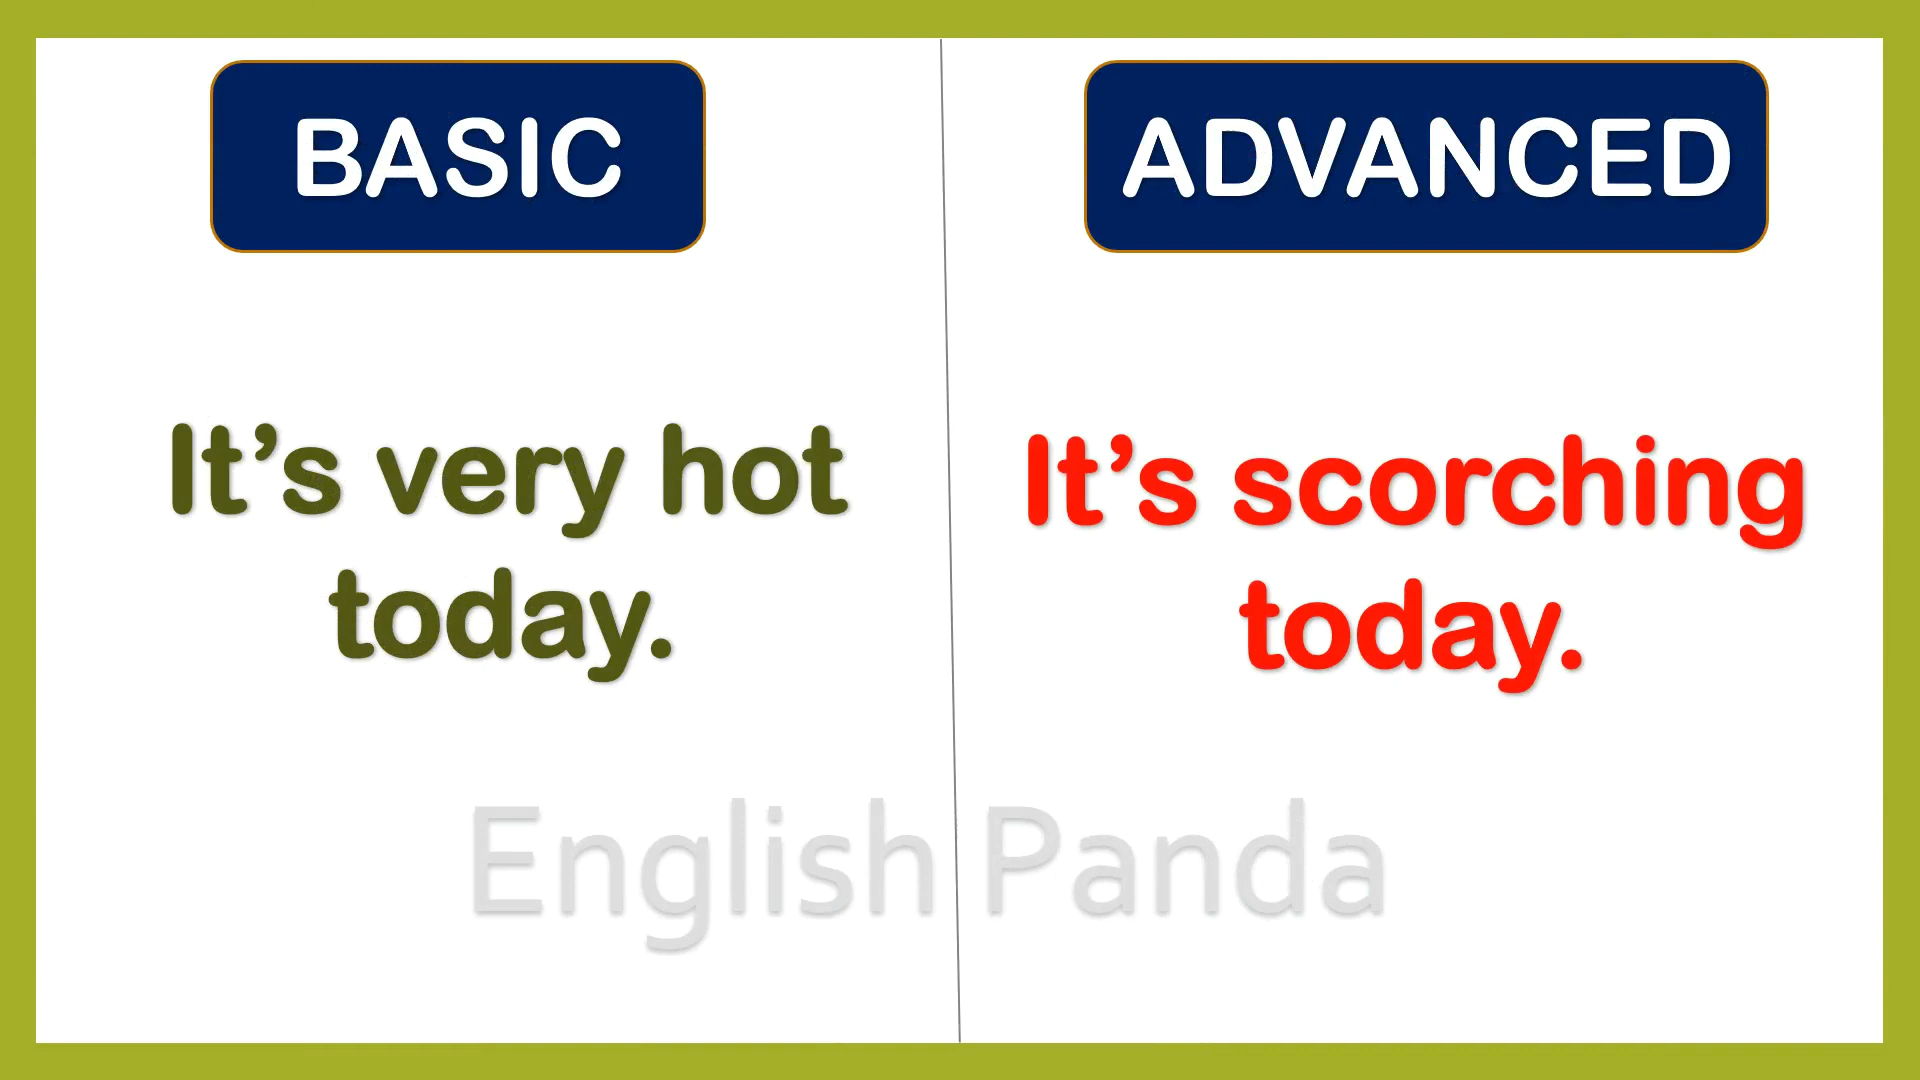 BASIC
It’s very hot
today.
ADVANCED
It’s scorching
today.
English Panda